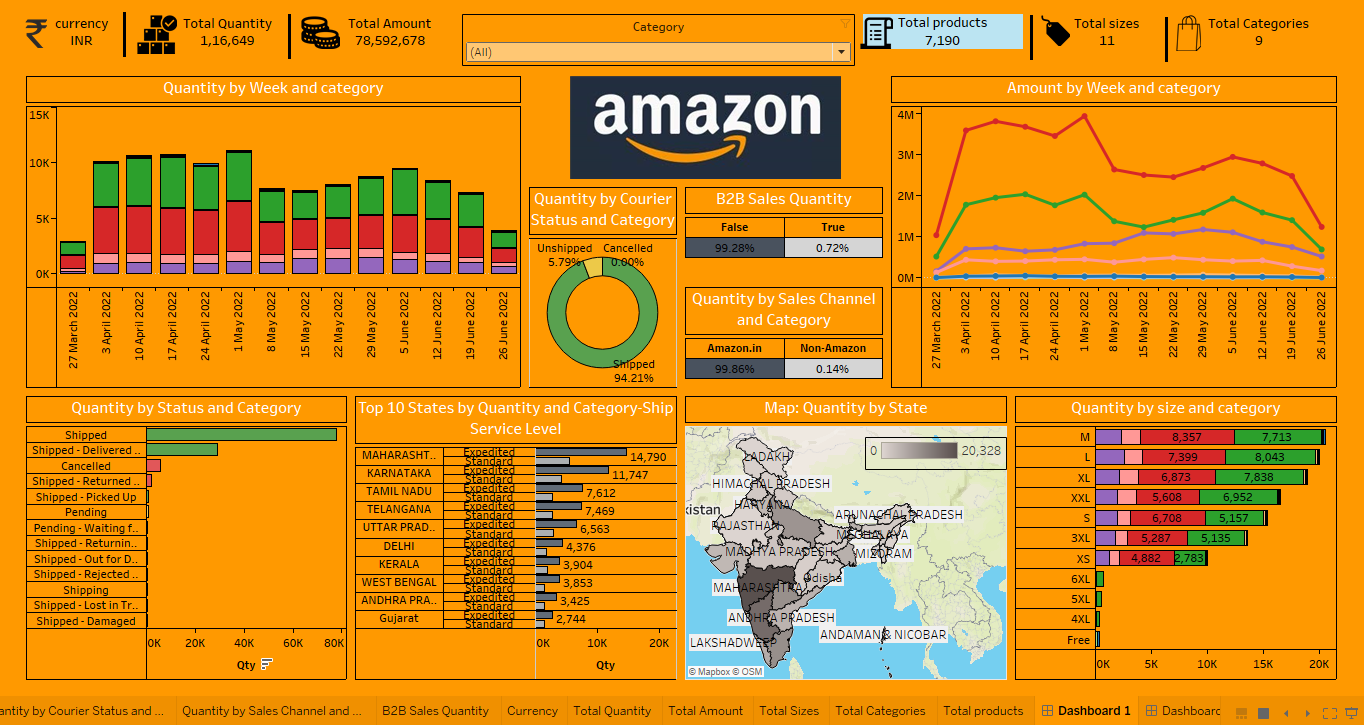 currency
INR
Total Quantity
1,16,649
Total Amount
78,592,678
Category
(All)
Total products
7,190
Total sizes
11
Total Categories
9
Quantity by Week and category
15K
10K
5K
0K
27 March 2022
3 April 2022
10 April 2022
17 April 2022
24 April 2022
1 May 2022
8 May 2022
15 May 2022
22 May 2022
29 May 2022
5 June 2022
12 June 2022
19 June 2022
26 June 2022
amazon
Quantity by Courier
Status and Category
Unshipped
5.79%
Cancelled
0.00%
Shipped
94.21%
B2B Sales Quantity
False True
99.28% 0.72%
Quantity by Sales Channel
and Category
Amazon.in Non-Amazon
99.86% 0.14%
Amount by Week and category
4M
3M
2M
1M
0M
27 March 2022
3 April 2022
10 April 2022
17 April 2022
24 April 2022
1 May 2022
8 May 2022
15 May 2022
22 May 2022
29 May 2022
5 June 2022
12 June 2022
19 June 2022
26 June 2022
Quantity by Status and Category
Shipped
Shipped - Delivered ..
Cancelled
Shipped - Returned ..
Shipped - Picked Up
Pending
Pending - Waiting f..
Shipped - Returnin..
Shipped - Out for D..
Shipped - Rejected ..
Shipping
Shipped - Lost in Tr..
Shipped - Damaged
0K 20K 40K 60K 80K
Qty
Top 10 States by Quantity and Category-Ship
Service Level
MAHARASHT.. Expedited 14,790
Standard
KARNATAKA Expedited 11,747
Standard
TAMIL NADU Expedited 7,612
Standard
TELANGANA Expedited 7,469
Standard
UTTAR PRAD.. Expedited 6,563
Standard
DELHI Expedited 4,376
Standard
KERALA Expedited 3,904
Standard
WEST BENGAL Expedited 3,853
Standard
ANDHRA PRA.. Expedited 3,425
Standard
Gujarat Expedited 2,744
Standard
0K 10K 20K
Qty
Map: Quantity by State
0 20,328
LADAKH
HIMACHAL PRADESH
HARYANA
kistan
ARUNACHAL PRADESH
RAJASTHAN
MEGHALAYA
MADHYA PRADESH
MIZORAM
Odisha
MAHARASHTRA
ANDHRA PRADESH
ANDAMAN & NICOBAR
LAKSHADWEEP
© Mapbox © OSM
Quantity by size and category
M 8,357 7,713
L 7,399 8,043
XL 6,873 7,838
XXL 5,608 6,952
S 6,708 5,157
3XL 5,287 5,135
XS 4,882 2,783
6XL
5XL
4XL
Free
0K 5K 10K 15K 20K
antity by Courier Status and ...
Quantity by Sales Channel and ...
B2B Sales Quantity
Currency
Total Quantity
Total Amount
Total Sizes
Total Categories
Total products
Dashboard 1
Dashboard